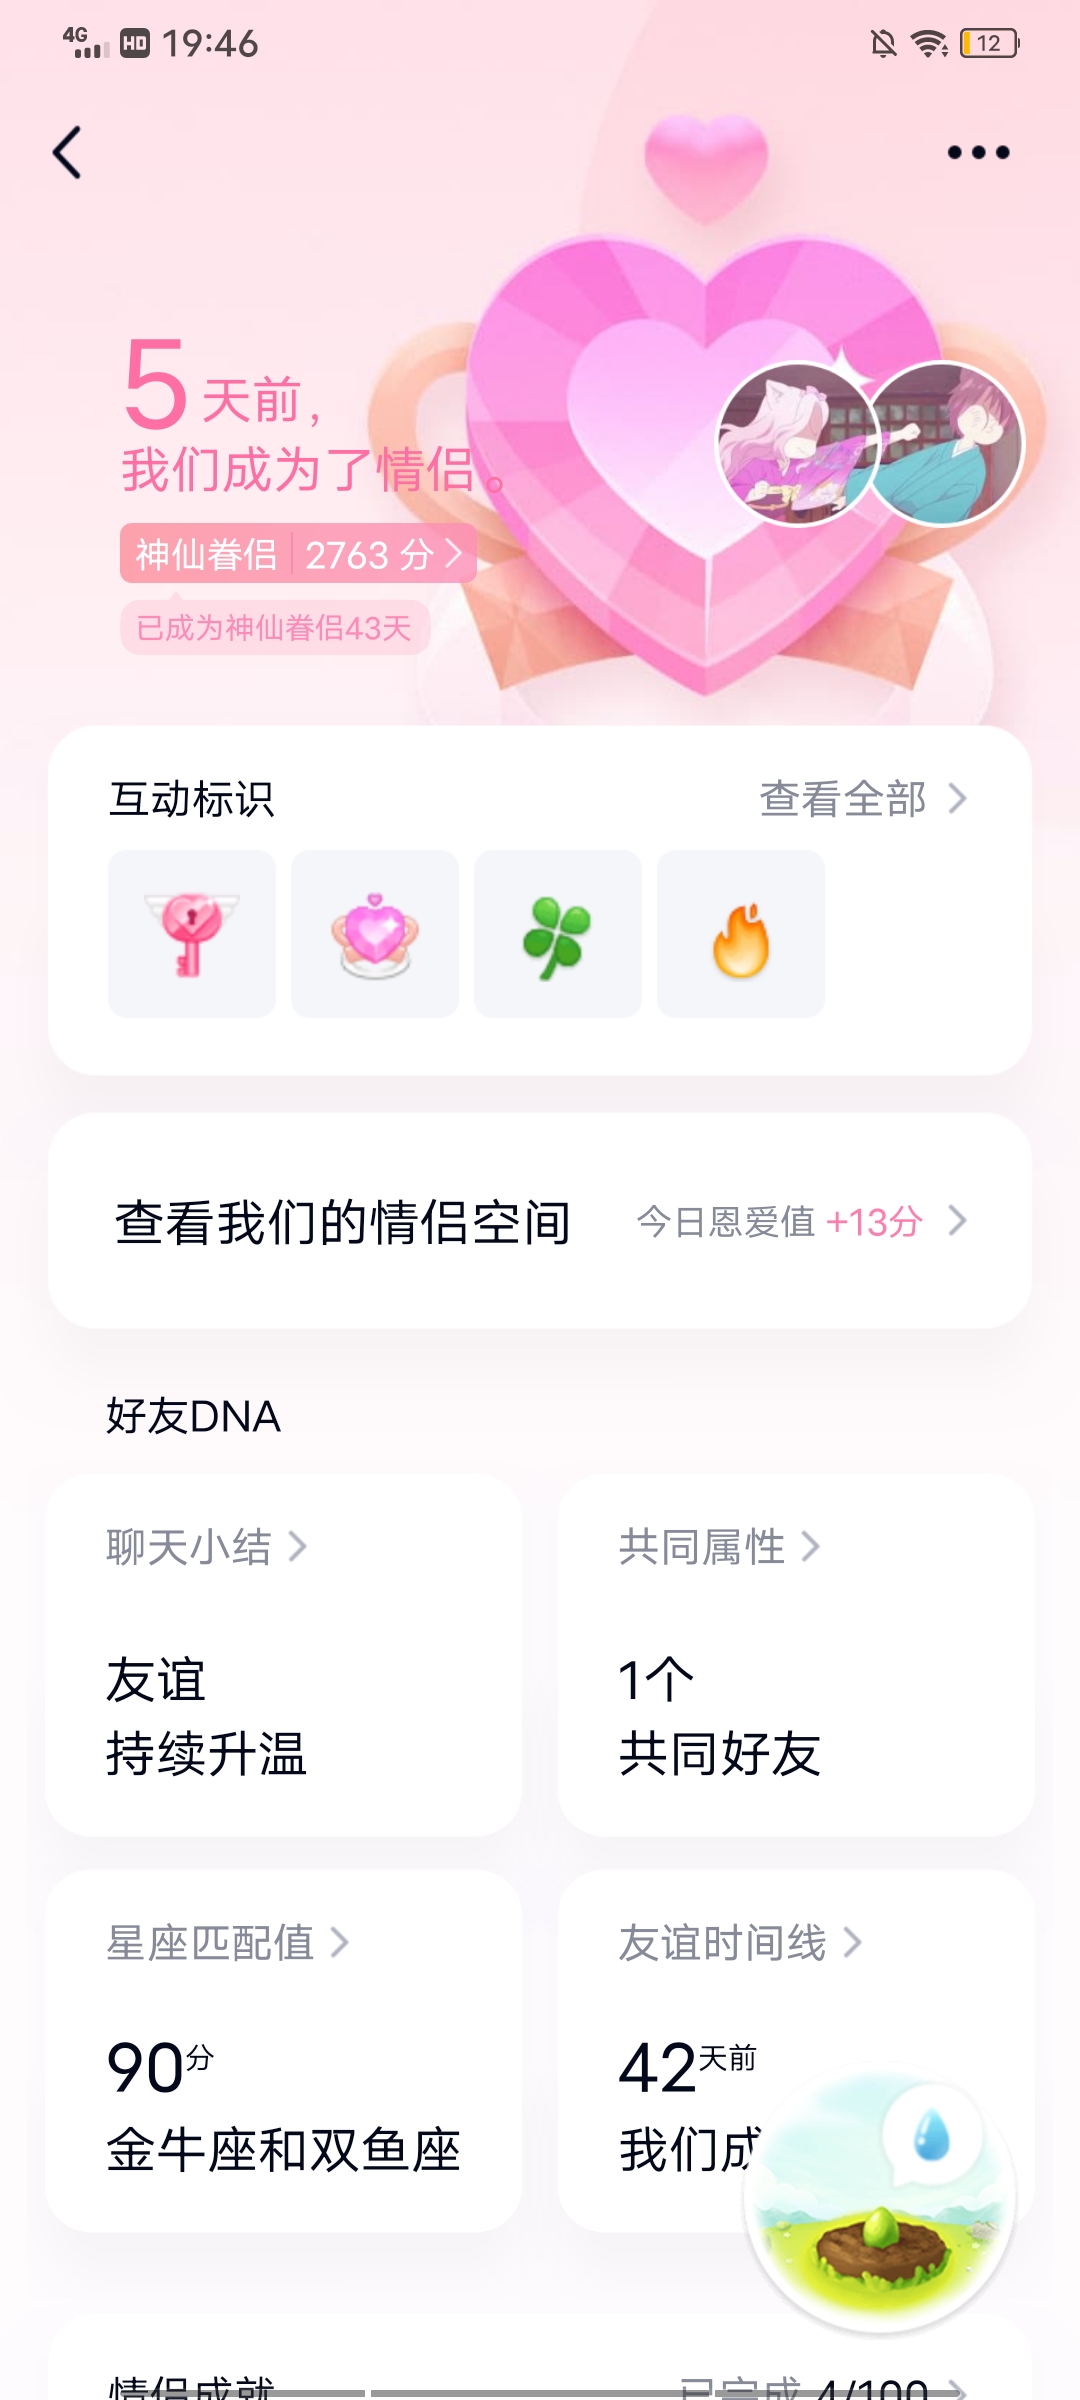 4G HD 19:46 12
5天前,
我们成为了情侣。
神仙眷侣 2763 分
已成为神仙眷侣43天
互动标识 查看全部
查看我们的情侣空间 今日恩爱值 +13分
好友DNA
聊天小结
友谊
持续升温
共同属性
1个
共同好友
星座匹配值
90分
金牛座和双鱼座
友谊时间线
42天前
我们成
情侣成就 已完成 4/100